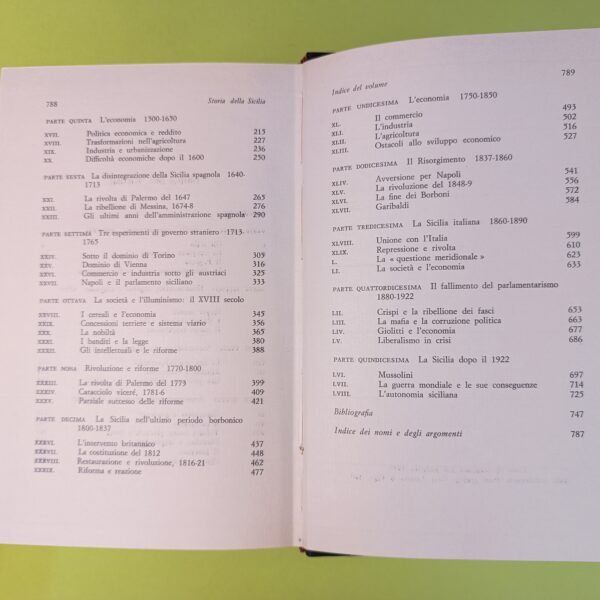 788 Storia della Sicilia
PARTE QUINTA L'economia 1500-1650
XVII. Politica economica e reddito 215
XVIII. Trasformazioni nell'agricoltura 227
XIX. Industria e urbanizzazione 236
XX. Difficoltà economiche dopo il 1600 250
PARTE SESTA La disintegrazione della Sicilia spagnola 1640-
1713
XXI. La rivolta di Palermo del 1647 265
XXII. La ribellione di Messina, 1674-8 276
XXIII. Gli ultimi anni dell'amministrazione spagnola 290
PARTE SETTIMA Tre esperimenti di governo straniero 1713-
1765
XXIV. Sotto il dominio di Torino 309
XXV. Dominio di Vienna 316
XXVI. Commercio e industria sotto gli austriaci 325
XXVII. Napoli e il parlamento siciliano 333
PARTE OTTAVA La società e l'illuminismo: il XVIII secolo
XXVIII. I cereali e l'economia 345
XXIX. Concessioni terriere e sistema viario 356
XXX. La nobiltà 365
XXXI. I banditi e la legge 380
XXXII. Gli intellettuali e le riforme 388
PARTE NONA Rivoluzione e riforme 1770-1800
XXXIII. La rivolta di Palermo del 1773 399
XXXIV. Caracciolo viceré, 1781-6 409
XXXV. Parziale successo delle riforme 421
PARTE DECIMA La Sicilia nell'ultimo periodo borbonico
1800-1837
XXXVI. L'intervento britannico 437
XXXVII. La costituzione del 1812 448
XXXVIII. Restaurazione e rivoluzione, 1816-21 462
XXXIX. Riforma e reazione 477
Indice del volume 789
PARTE UNDICESIMA L'economia 1750-1850
XL. Il commercio 493
XLI. L'industria 502
XLII. L'agricoltura 516
XLIII. Ostacoli allo sviluppo economico 527
PARTE DODICESIMA Il Risorgimento 1837-1860
XLIV. Avversione per Napoli 541
XLV. La rivoluzione del 1848-9 556
XLVI. La fine dei Borboni 572
XLVII. Garibaldi 584
PARTE TREDICESIMA La Sicilia italiana 1860-1890
XLVIII. Unione con l'Italia 599
XLIX. Repressione e rivolta 610
L. La « questione meridionale » 623
LI. La società e l'economia 633
PARTE QUATTORDICESIMA Il fallimento del parlamentarismo
1880-1922
LII. Crispi e la ribellione dei fasci 653
LIII. La mafia e la corruzione politica 663
LIV. Giolitti e l'economia 677
LV. Liberalismo in crisi 686
PARTE QUINDICESIMA La Sicilia dopo il 1922
LVI. Mussolini 697
LVII. La guerra mondiale e le sue conseguenze 714
LVIII. L'autonomia siciliana 725
Bibliografia 747
Indice dei nomi e degli argomenti 787